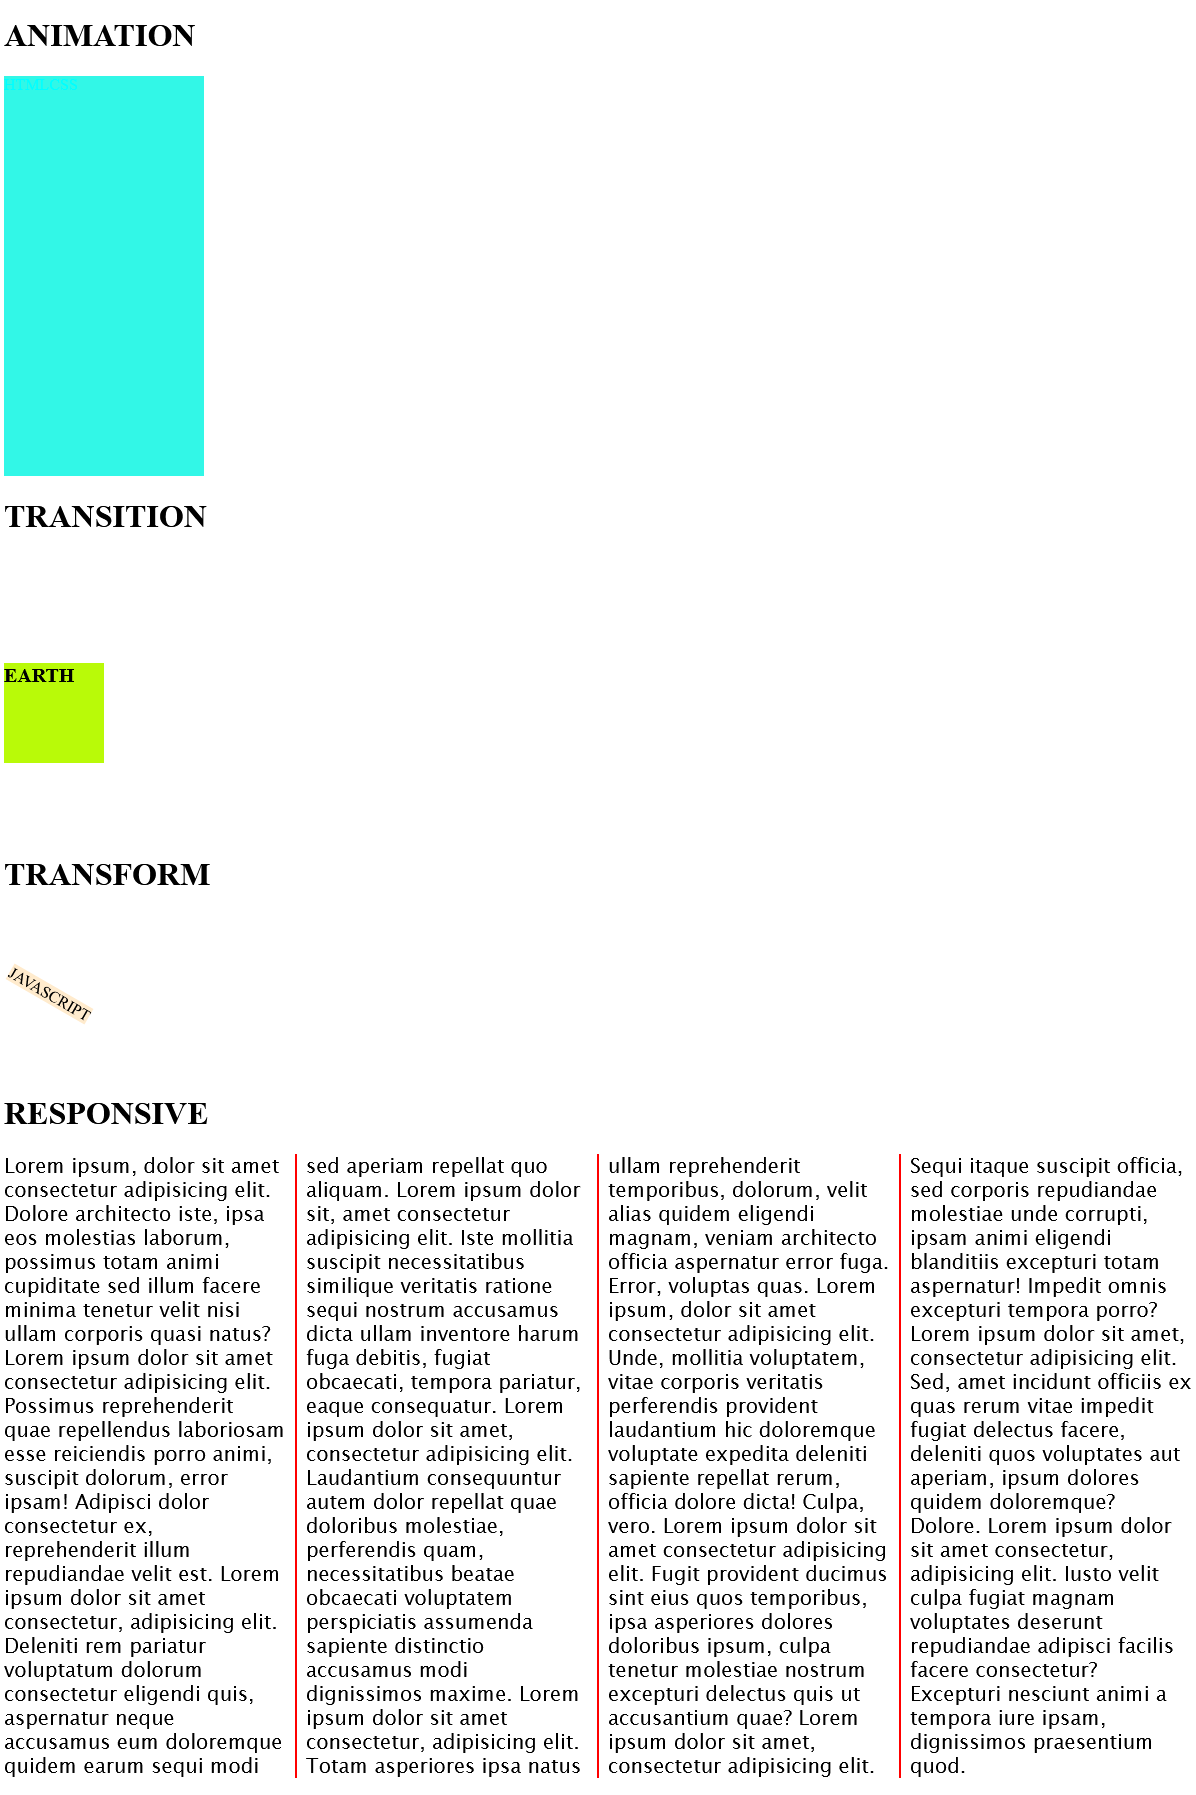 ANIMATION
HTMLCSS
TRANSITION
EARTH
TRANSFORM
JAVASCRIPT
RESPONSIVE
Lorem ipsum, dolor sit amet
consectetur adipisicing elit.
Dolore architecto iste, ipsa
eos molestias laborum,
possimus totam animi
cupiditate sed illum facere
minima tenetur velit nisi
ullam corporis quasi natus?
Lorem ipsum dolor sit amet
consectetur adipisicing elit.
Possimus reprehenderit
quae repellendus laboriosam
esse reiciendis porro animi,
suscipit dolorum, error
ipsam! Adipisci dolor
consectetur ex,
reprehenderit illum
repudiandae velit est. Lorem
ipsum dolor sit amet
consectetur, adipisicing elit.
Deleniti rem pariatur
voluptatum dolorum
consectetur eligendi quis,
aspernatur neque
accusamus eum doloremque
quidem earum sequi modi
sed aperiam repellat quo
aliquam. Lorem ipsum dolor
sit, amet consectetur
adipisicing elit. Iste mollitia
suscipit necessitatibus
similique veritatis ratione
sequi nostrum accusamus
dicta ullam inventore harum
fuga debitis, fugiat
obcaecati, tempora pariatur,
eaque consequatur. Lorem
ipsum dolor sit amet,
consectetur adipisicing elit.
Laudantium consequuntur
autem dolor repellat quae
doloribus molestiae,
perferendis quam,
necessitatibus beatae
obcaecati voluptatem
perspiciatis assumenda
sapiente distinctio
accusamus modi
dignissimos maxime. Lorem
ipsum dolor sit amet
consectetur, adipisicing elit.
Totam asperiores ipsa natus
ullam reprehenderit
temporibus, dolorum, velit
alias quidem eligendi
magnam, veniam architecto
officia aspernatur error fuga.
Error, voluptas quas. Lorem
ipsum, dolor sit amet
consectetur adipisicing elit.
Unde, mollitia voluptatem,
vitae corporis veritatis
perferendis provident
laudantium hic doloremque
voluptate expedita deleniti
sapiente repellat rerum,
officia dolore dicta! Culpa,
vero. Lorem ipsum dolor sit
amet consectetur adipisicing
elit. Fugit provident ducimus
sint eius quos temporibus,
ipsa asperiores dolores
doloribus ipsum, culpa
tenetur molestiae nostrum
excepturi delectus quis ut
accusantium quae? Lorem
ipsum dolor sit amet,
consectetur adipisicing elit.
Sequi itaque suscipit officia,
sed corporis repudiandae
molestiae unde corrupti,
ipsam animi eligendi
blanditiis excepturi totam
aspernatur! Impedit omnis
excepturi tempora porro?
Lorem ipsum dolor sit amet,
consectetur adipisicing elit.
Sed, amet incidunt officiis ex
quas rerum vitae impedit
fugiat delectus facere,
deleniti quos voluptates aut
aperiam, ipsum dolores
quidem doloremque?
Dolore. Lorem ipsum dolor
sit amet consectetur,
adipisicing elit. Iusto velit
culpa fugiat magnam
voluptates deserunt
repudiandae adipisci facilis
facere consectetur?
Excepturi nesciunt animi a
tempora iure ipsam,
dignissimos praesentium
quod.